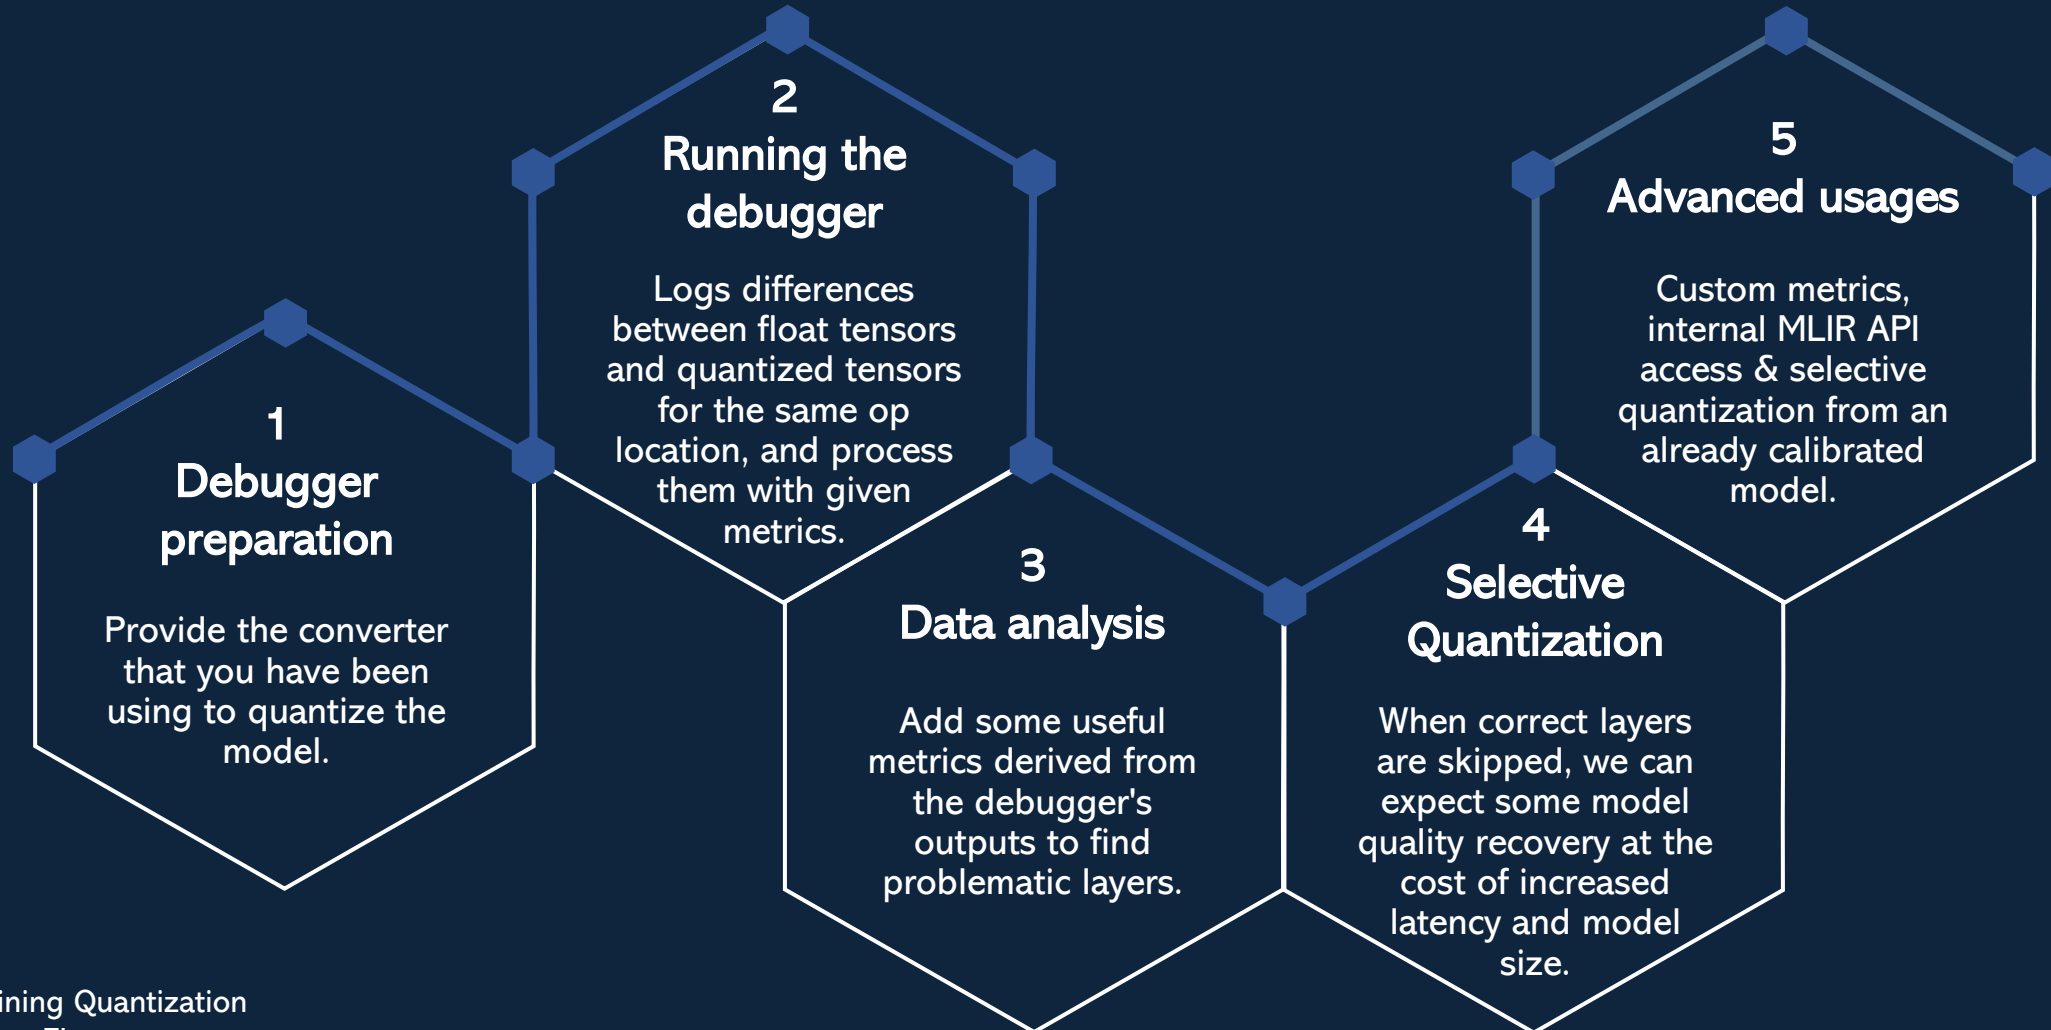 1
Debugger
preparation
Provide the converter
that you have been
using to quantize the
model.
2
Running the
debugger
Logs differences
between float tensors
and quantized tensors
for the same op
location, and process
them with given
metrics.
3
Data analysis
Add some useful
metrics derived from
the debugger's
outputs to find
problematic layers.
4
Selective
Quantization
When correct layers
are skipped, we can
expect some model
quality recovery at the
cost of increased
latency and model
size.
5
Advanced usages
Custom metrics,
internal MLIR API
access & selective
quantization from an
already calibrated
model.
ining Quantization